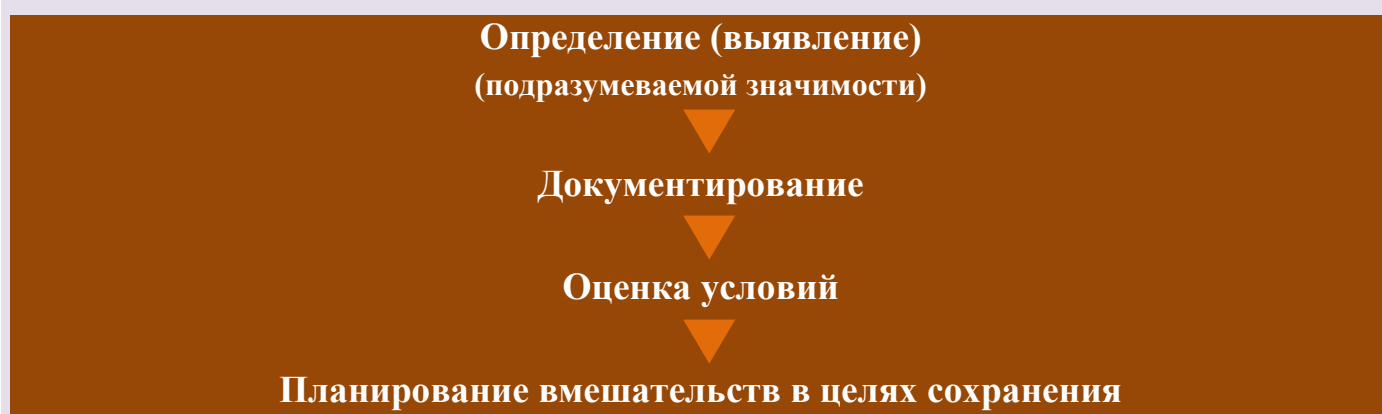 Определение (выявление)
(подразумеваемой значимости)
Документирование
Оценка условий
Планирование вмешательств в целях сохранения